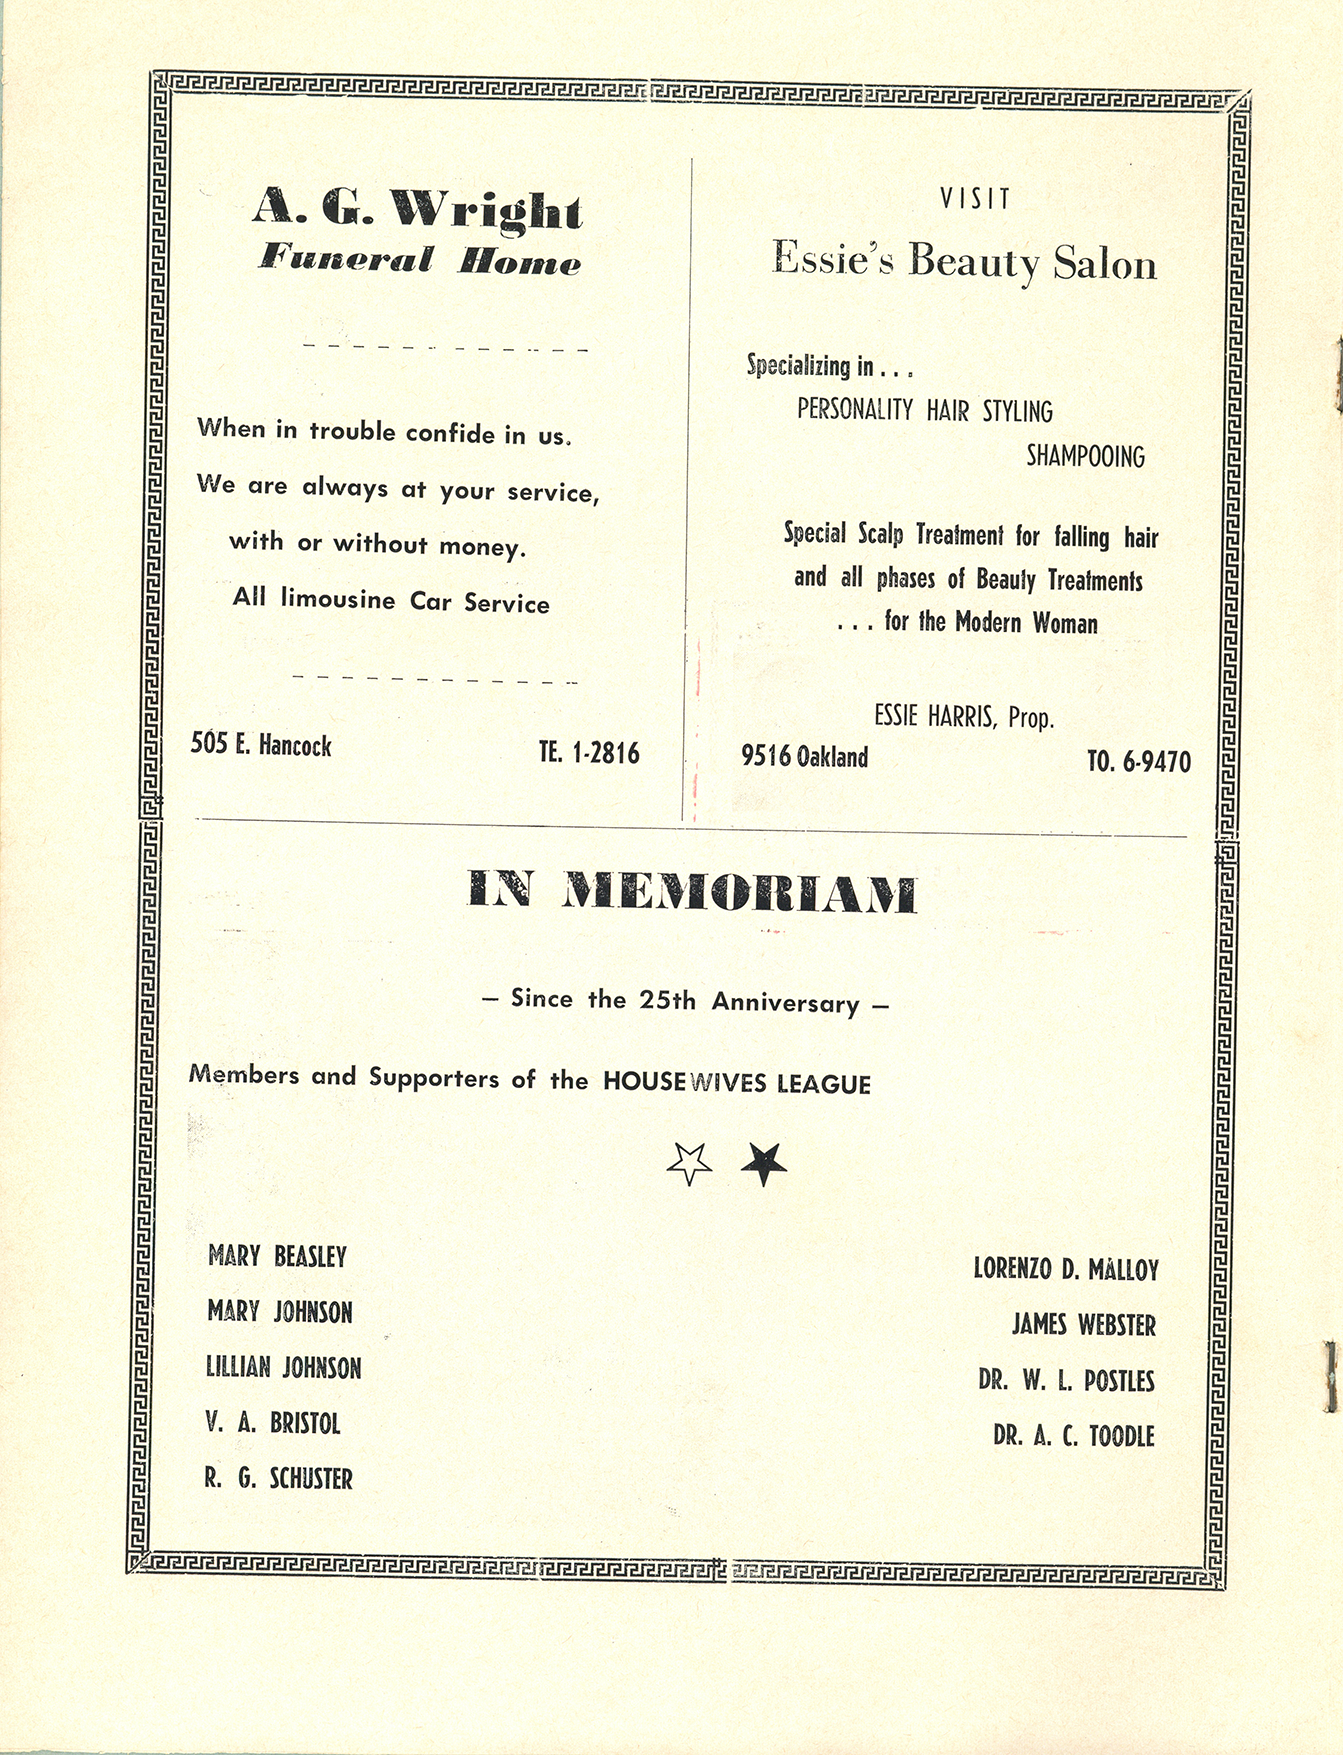 A. G. Wright
Funeral Home
When in trouble confide in us.
We are always at your service,
with or without money.
All limousine Car Service
505 E. Hancock TE. 1-2816
VISIT
Essie's Beauty Salon
Specializing in . . .
PERSONALITY HAIR STYLING
SHAMPOOING
Special Scalp Treatment for falling hair
and all phases of Beauty Treatments
. . . for the Modern Woman
ESSIE HARRIS, Prop.
9516 Oakland TO. 6-9470
IN MEMORIAM
— Since the 25th Anniversary —
Members and Supporters of the HOUSEWIVES LEAGUE
MARY BEASLEY
MARY JOHNSON
LILLIAN JOHNSON
V. A. BRISTOL
R. G. SCHUSTER
LORENZO D. MALLOY
JAMES WEBSTER
DR. W. L. POSTLES
DR. A. C. TOODLE